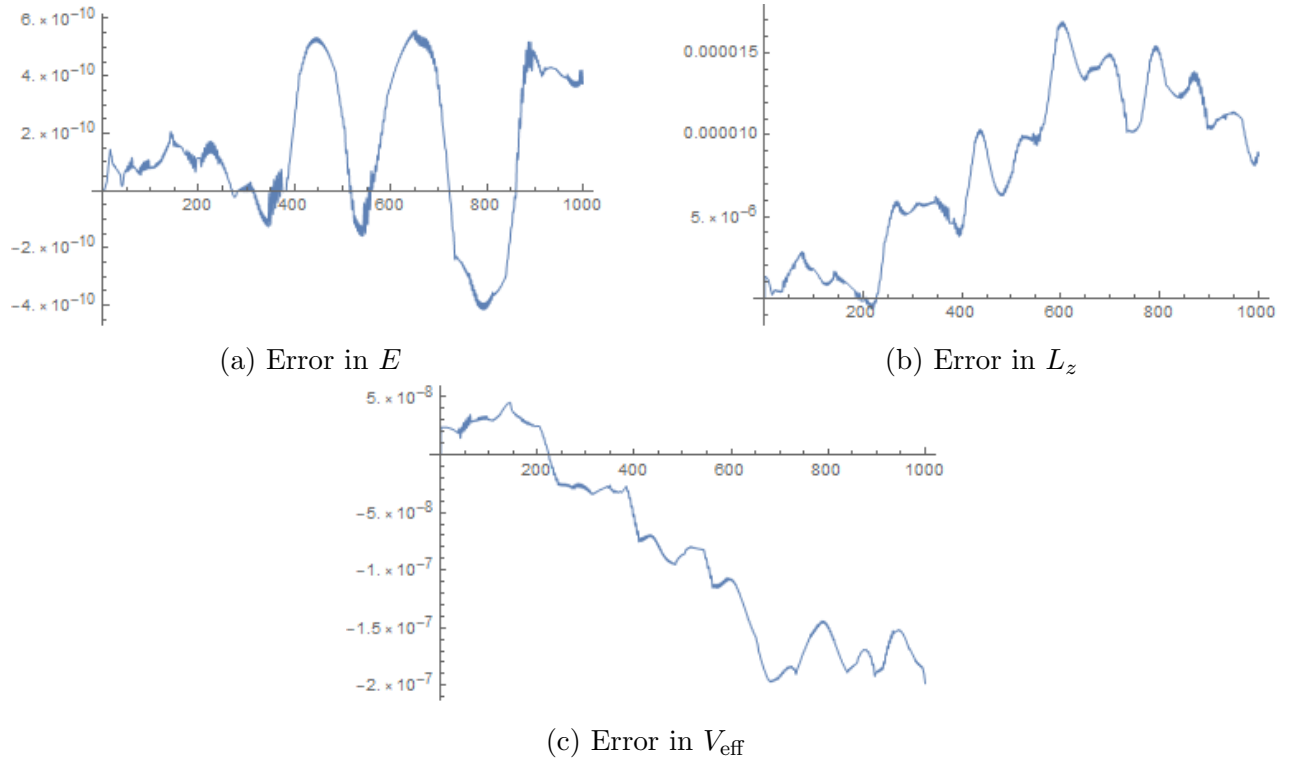 6. × 10⁻¹⁰
4. × 10⁻¹⁰
2. × 10⁻¹⁰
200 400 600 800 1000
−2. × 10⁻¹⁰
−4. × 10⁻¹⁰
(a) Error in E
0.000015
0.000010
5. × 10⁻⁶
200 400 600 800 1000
(b) Error in L_z
5. × 10⁻⁸
200 400 600 800 1000
−5. × 10⁻⁸
−1. × 10⁻⁷
−1.5 × 10⁻⁷
−2. × 10⁻⁷
(c) Error in V_eff